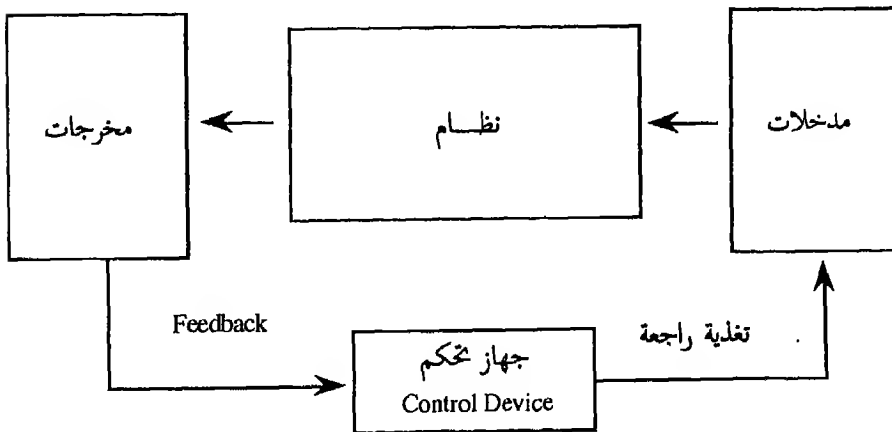 مدخلات
نظـــام
مخرجات
Feedback
تغذية راجعة
جهاز تحكم
Control Device